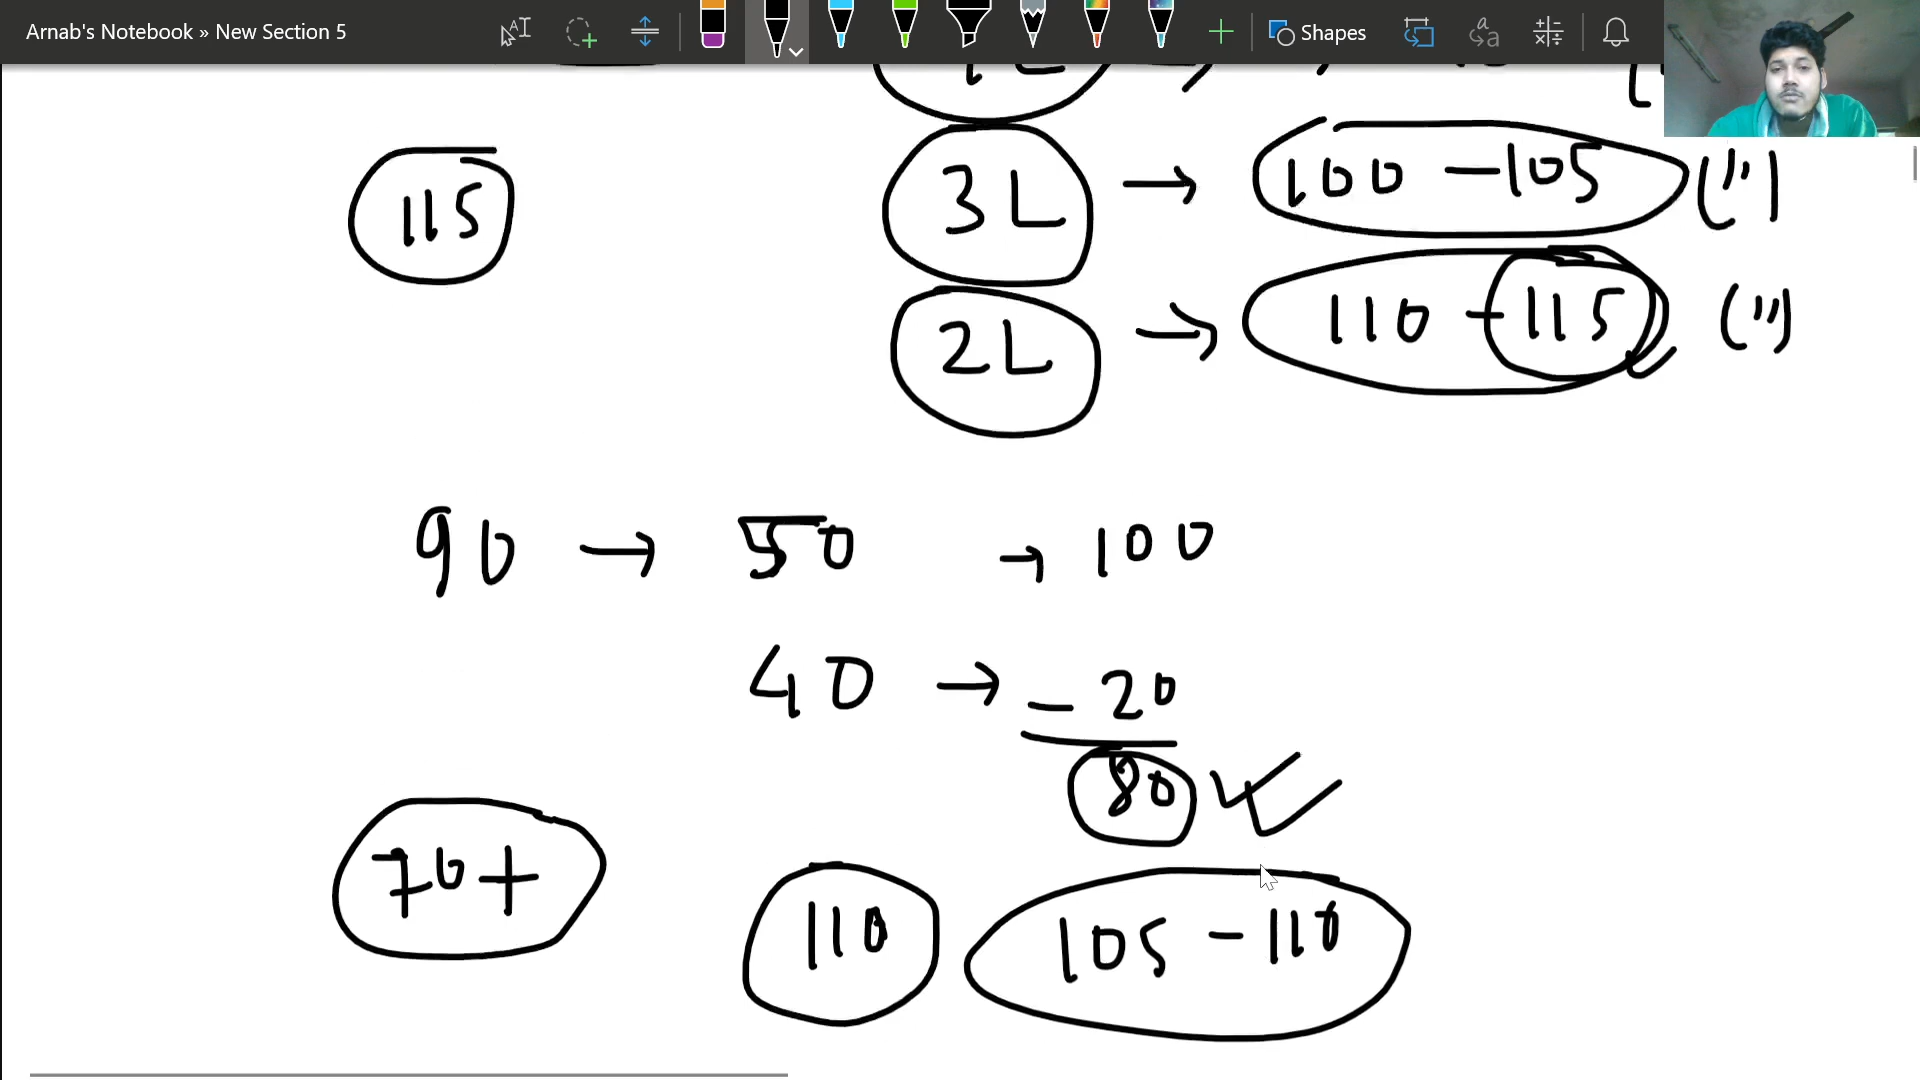 Arnab's Notebook » New Section 5
Shapes
115
3L → 100 – 105 (")
2L → 110 – 115 (")
90 → 50 → 100
40 → – 20
80
70+
110 105 – 110